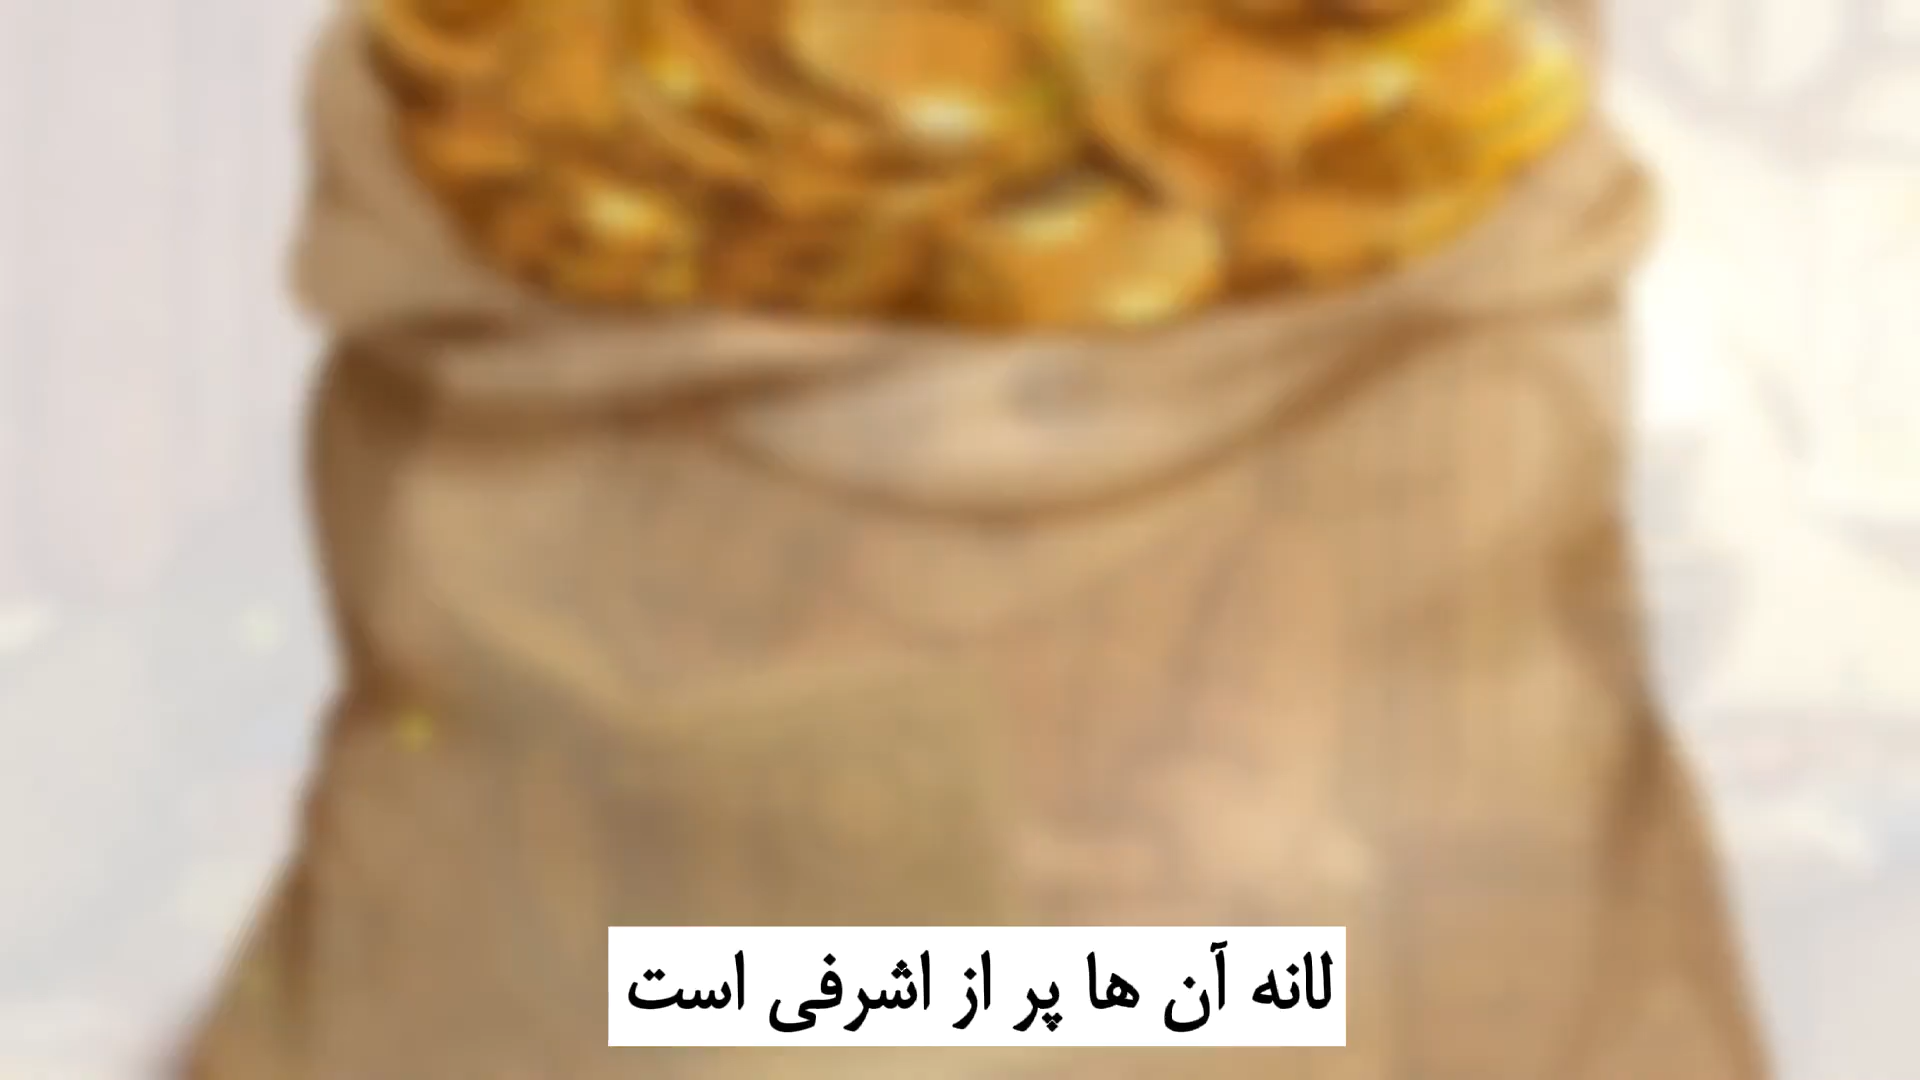 لانه آن ها پر از اشرفی است